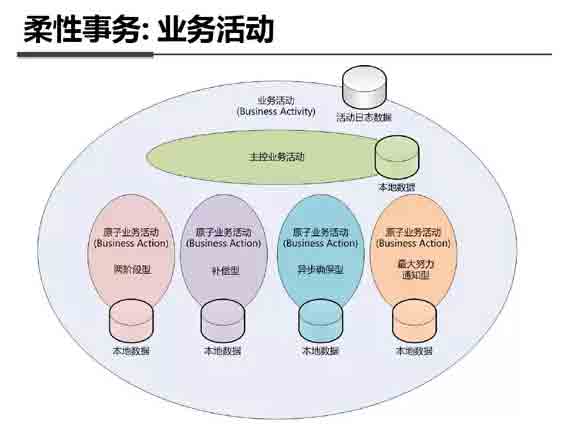 柔性事务: 业务活动
业务活动
(Business Activity)
活动日志数据
主控业务活动
本地数据
原子业务活动
(Business Action)
两阶段型
本地数据
原子业务活动
(Business Action)
补偿型
本地数据
原子业务活动
(Business Action)
异步确保型
本地数据
原子业务活动
(Business Action)
最大努力
通知型
本地数据